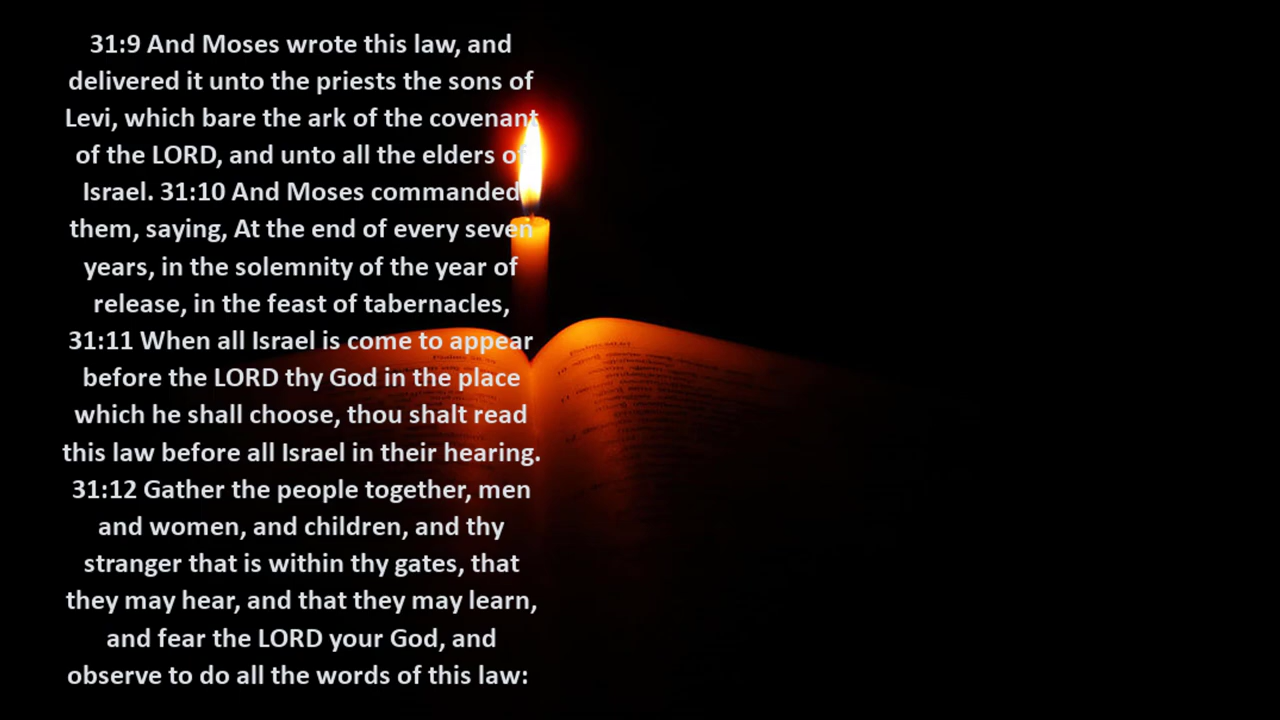 31:9 And Moses wrote this law, and
delivered it unto the priests the sons of
Levi, which bare the ark of the covenant
of the LORD, and unto all the elders of
Israel. 31:10 And Moses commanded
them, saying, At the end of every seven
years, in the solemnity of the year of
release, in the feast of tabernacles,
31:11 When all Israel is come to appear
before the LORD thy God in the place
which he shall choose, thou shalt read
this law before all Israel in their hearing.
31:12 Gather the people together, men
and women, and children, and thy
stranger that is within thy gates, that
they may hear, and that they may learn,
and fear the LORD your God, and
observe to do all the words of this law: